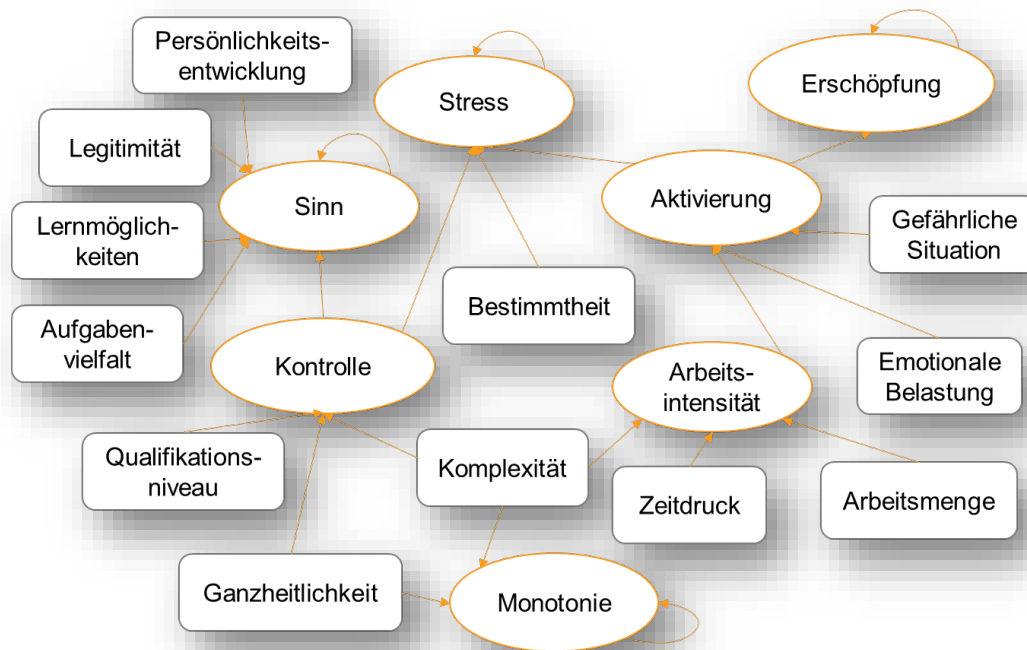 Persönlichkeits-
entwicklung
Stress
Erschöpfung
Legitimität
Sinn
Aktivierung
Lernmöglich-
keiten
Gefährliche
Situation
Bestimmtheit
Aufgaben-
vielfalt
Kontrolle
Arbeits-
intensität
Emotionale
Belastung
Qualifikations-
niveau
Komplexität
Zeitdruck
Arbeitsmenge
Ganzheitlichkeit
Monotonie